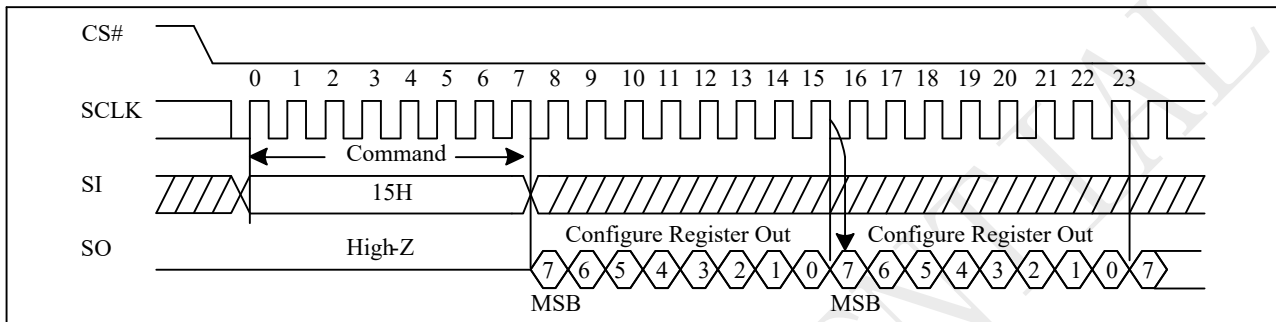 CS#
0 1 2 3 4 5 6 7 8 9 10 11 12 13 14 15 16 17 18 19 20 21 22 23
SCLK
Command
SI
15H
SO
High-Z
Configure Register Out
Configure Register Out
7 6 5 4 3 2 1 0 7 6 5 4 3 2 1 0 7
MSB
MSB